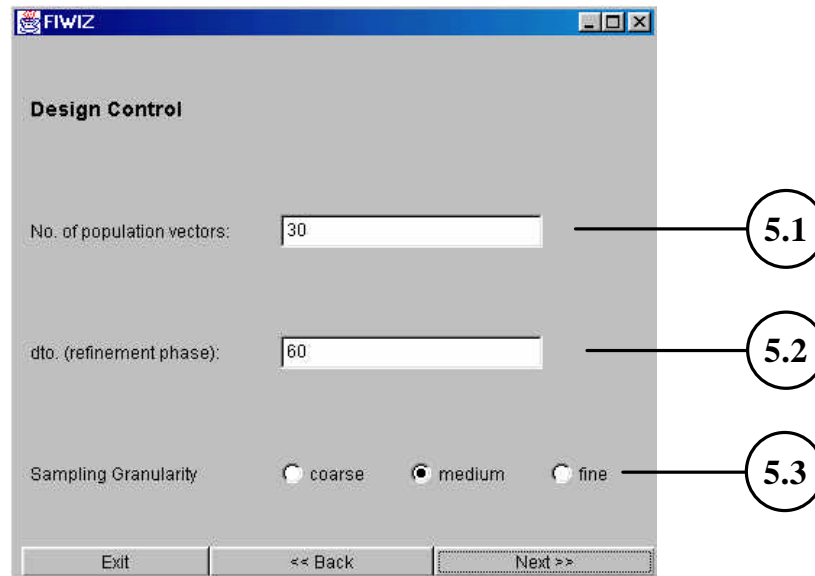 FIWIZ
Design Control
No. of population vectors: 30 5.1
dto. (refinement phase): 60 5.2
Sampling Granularity coarse medium fine 5.3
Exit << Back Next >>